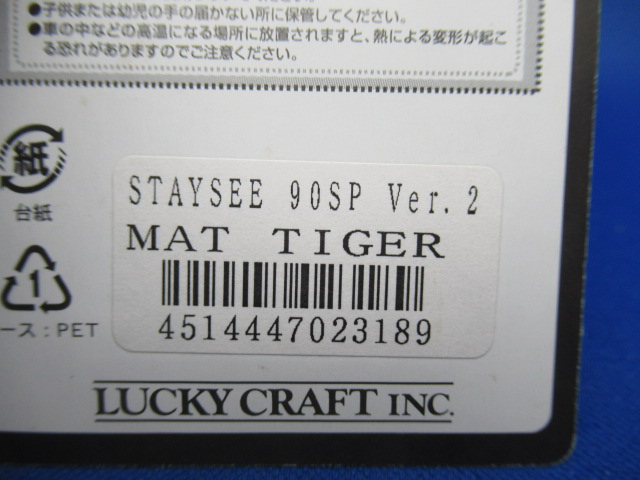 ●子供または幼児の手の届かない所に保管してください。
●車の中などの高温になる場所に放置されますと、熱による変形が起こ
る恐れがありますのでご注意ください。
紙
台紙
STAYSEE 90SP Ver.2
MAT TIGER
4514447023189
1
ース：PET
LUCKY CRAFT INC.